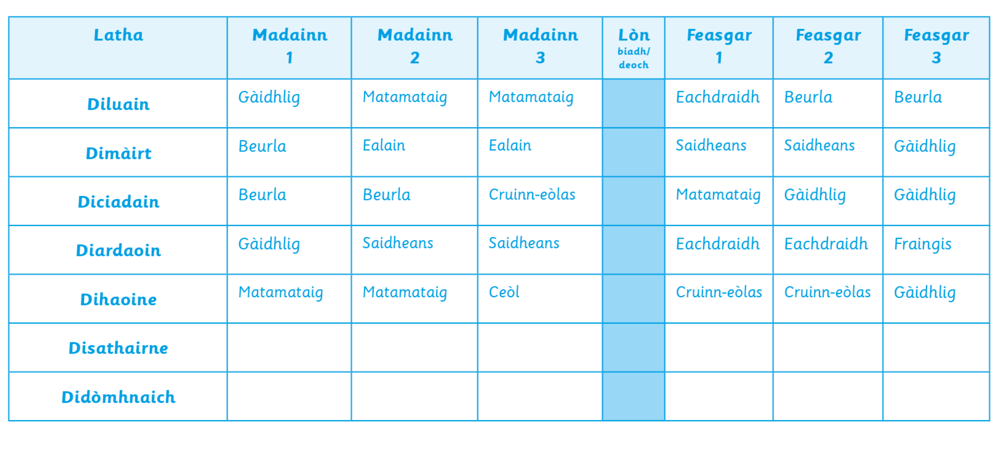 Latha Madainn 1 Madainn 2 Madainn 3 Lòn biadh/ deoch Feasgar 1 Feasgar 2 Feasgar 3
Diluain Gàidhlig Matamataig Matamataig Eachdraidh Beurla Beurla
Dimàirt Beurla Ealain Ealain Saidheans Saidheans Gàidhlig
Diciadain Beurla Beurla Cruinn-eòlas Matamataig Gàidhlig Gàidhlig
Diardaoin Gàidhlig Saidheans Saidheans Eachdraidh Eachdraidh Fraingis
Dihaoine Matamataig Matamataig Ceòl Cruinn-eòlas Cruinn-eòlas Gàidhlig
Disathairne
Didòmhnaich